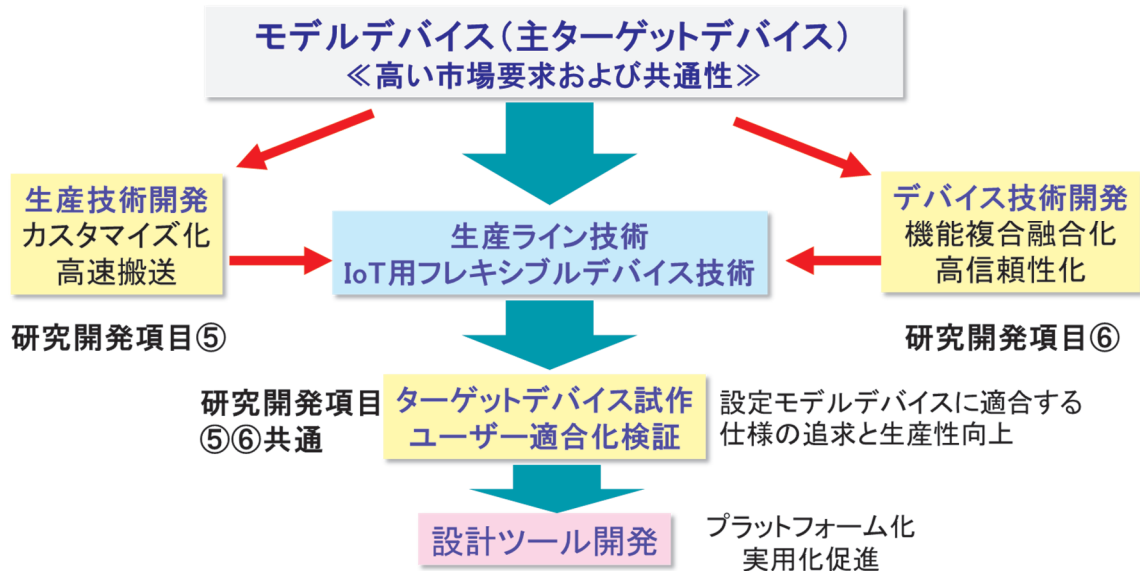 モデルデバイス（主ターゲットデバイス）
≪高い市場要求および共通性≫
生産技術開発
カスタマイズ化
高速搬送
研究開発項目⑤
生産ライン技術
IoT用フレキシブルデバイス技術
デバイス技術開発
機能複合融合化
高信頼性化
研究開発項目⑥
研究開発項目
⑤⑥共通
ターゲットデバイス試作
ユーザー適合化検証
設定モデルデバイスに適合する
仕様の追求と生産性向上
設計ツール開発
プラットフォーム化
実用化促進